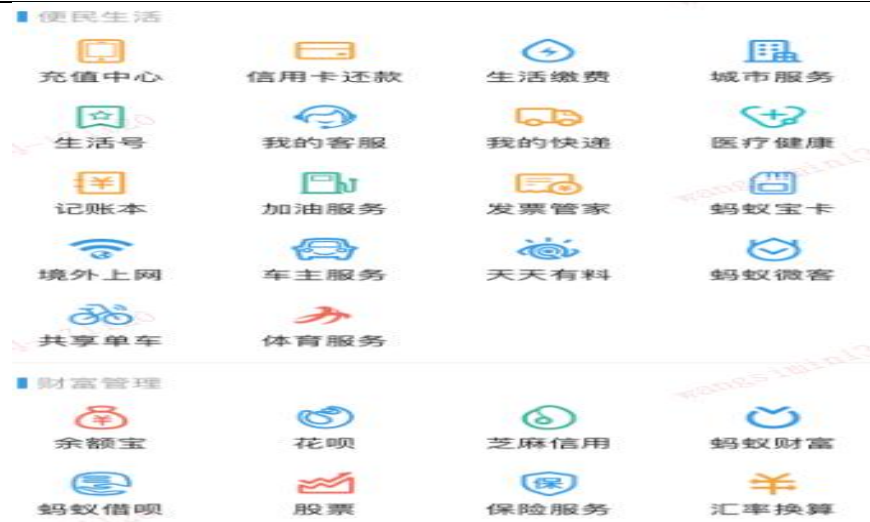 便民生活
充值中心 信用卡还款 生活缴费 城市服务
生活号 我的客服 我的快递 医疗健康
记账本 加油服务 发票管家 蚂蚁宝卡
境外上网 车主服务 天天有料 蚂蚁微客
共享单车 体育服务
财富管理
余额宝 花呗 芝麻信用 蚂蚁财富
蚂蚁借呗 股票 保险服务 汇率换算